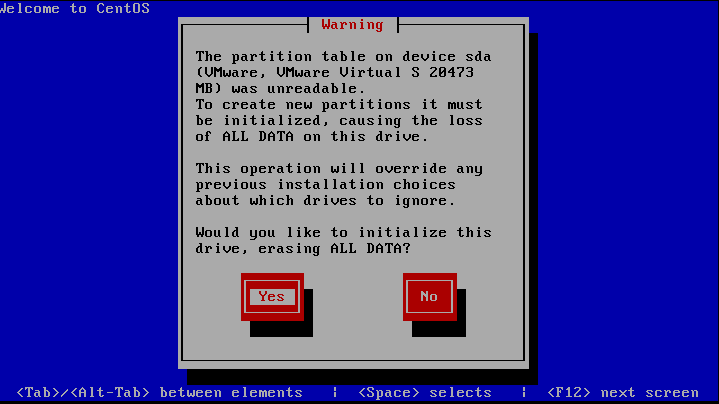 Welcome to CentOS
Warning
The partition table on device sda
(VMware, VMware Virtual S 20473
MB) was unreadable.
To create new partitions it must
be initialized, causing the loss
of ALL DATA on this drive.
This operation will override any
previous installation choices
about which drives to ignore.
Would you like to initialize this
drive, erasing ALL DATA?
Yes No
<Tab>/<Alt-Tab> between elements | <Space> selects | <F12> next screen